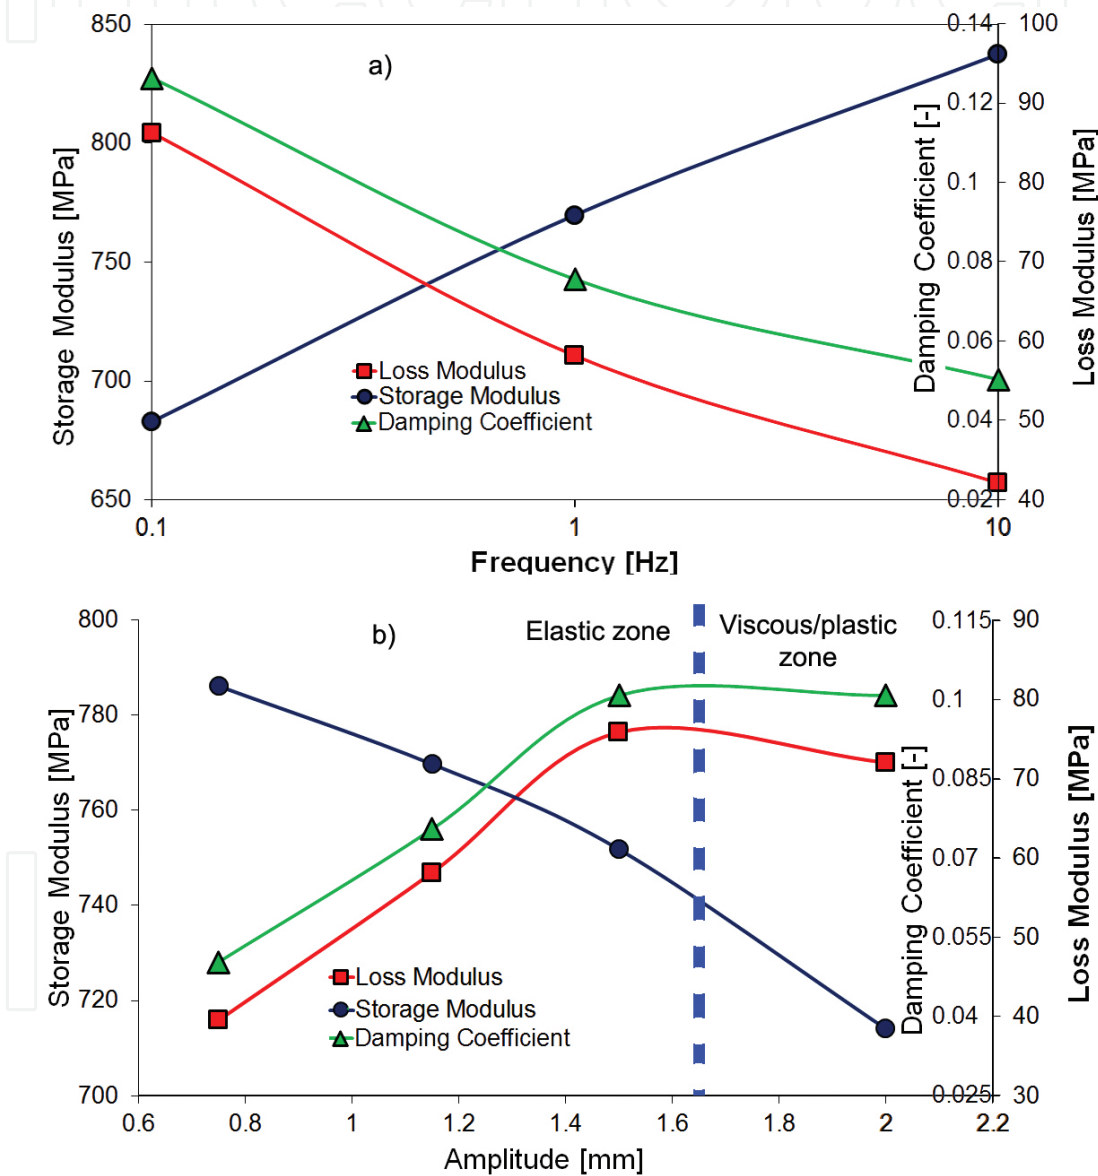 850
800
750
700
650
Storage Modulus [MPa]
a)
0.14
0.12
0.1
0.08
0.06
0.04
0.02
Damping Coefficient [-]
100
90
80
70
60
50
40
Loss Modulus [MPa]
Loss Modulus
Storage Modulus
Damping Coefficient
0.1
1
10
Frequency [Hz]
800
780
760
740
720
700
Storage Modulus [MPa]
b)
Elastic zone
Viscous/plastic
zone
0.115
0.1
0.085
0.07
0.055
0.04
0.025
Damping Coefficient [-]
90
80
70
60
50
40
30
Loss Modulus [MPa]
Loss Modulus
Storage Modulus
Damping Coefficient
0.6
0.8
1
1.2
1.4
1.6
1.8
2
2.2
Amplitude [mm]